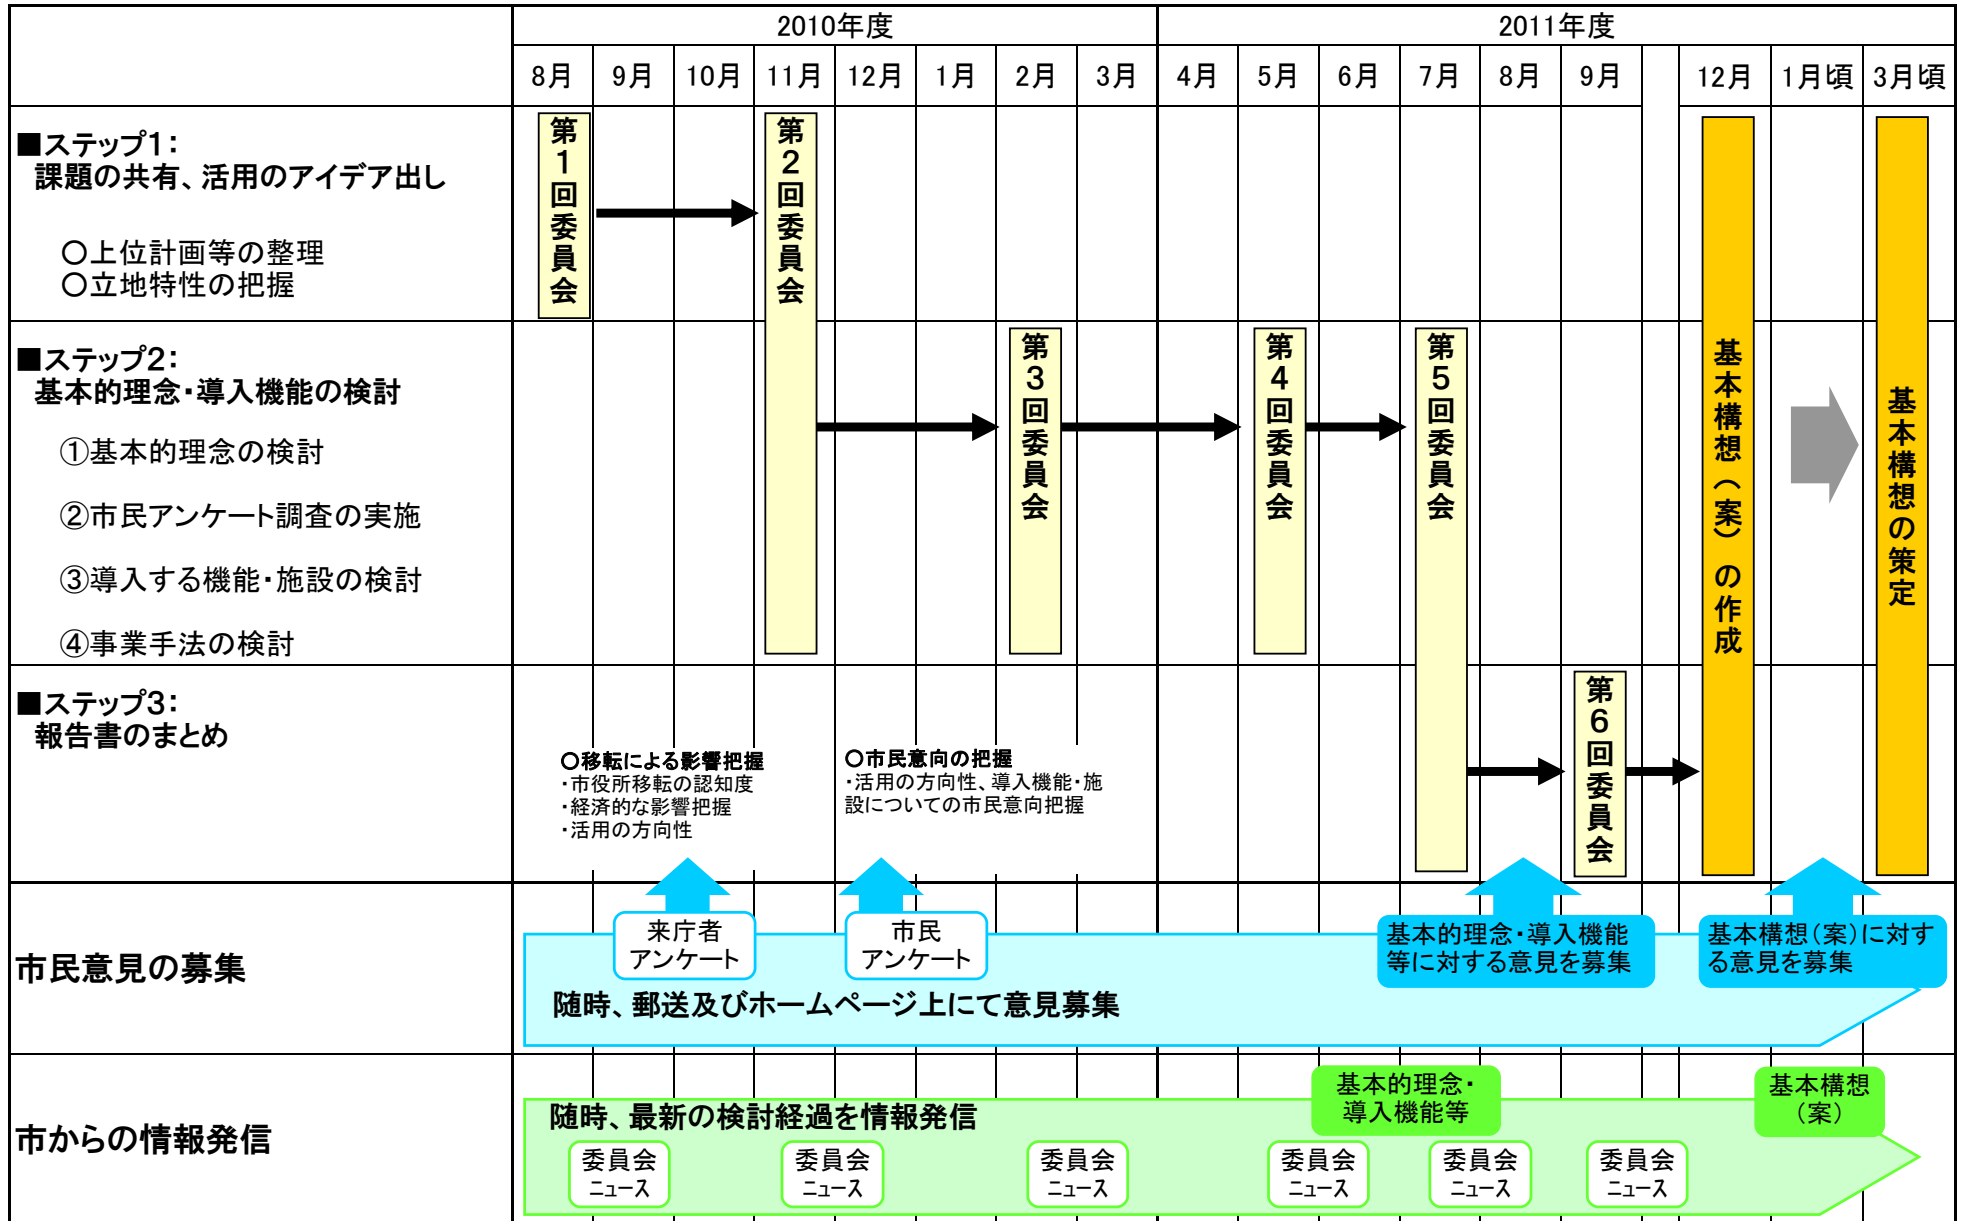 2010年度
2011年度
8月
9月
10月
11月
12月
1月
2月
3月
4月
5月
6月
7月
8月
9月
12月
1月頃
3月頃
■ステップ1：
課題の共有、活用のアイデア出し
○上位計画等の整理
○立地特性の把握
第1回委員会
第2回委員会
■ステップ2：
基本的理念・導入機能の検討
①基本的理念の検討
②市民アンケート調査の実施
③導入する機能・施設の検討
④事業手法の検討
第3回委員会
第4回委員会
第5回委員会
基本構想（案）の作成
基本構想の策定
■ステップ3：
報告書のまとめ
第6回委員会
○移転による影響把握
・市役所移転の認知度
・経済的な影響把握
・活用の方向性
○市民意向の把握
・活用の方向性、導入機能・施
設についての市民意向把握
市民意見の募集
来庁者
アンケート
市民
アンケート
基本的理念・導入機能
等に対する意見を募集
基本構想（案）に対す
る意見を募集
随時、郵送及びホームページ上にて意見募集
市からの情報発信
随時、最新の検討経過を情報発信
基本的理念・
導入機能等
基本構想
（案）
委員会
ニュース
委員会
ニュース
委員会
ニュース
委員会
ニュース
委員会
ニュース
委員会
ニュース